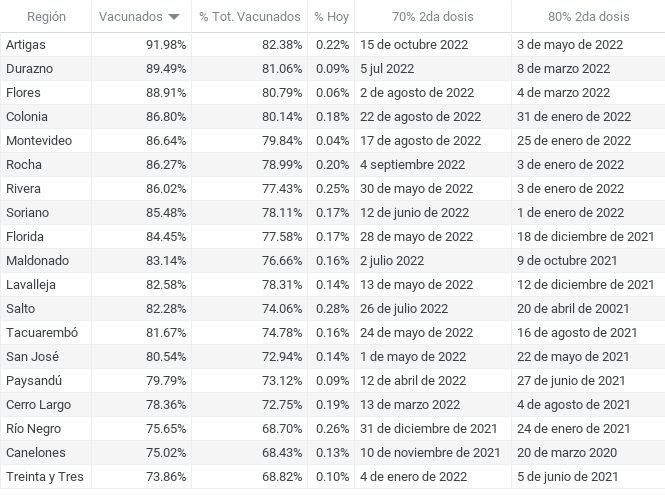 Región Vacunados % Tot. Vacunados % Hoy 70% 2da dosis 80% 2da dosis
Artigas 91.98% 82.38% 0.22% 15 de octubre 2022 3 de mayo de 2022
Durazno 89.49% 81.06% 0.09% 5 jul 2022 8 de marzo 2022
Flores 88.91% 80.79% 0.06% 2 de agosto de 2022 4 de marzo 2022
Colonia 86.80% 80.14% 0.18% 22 de agosto de 2022 31 de enero de 2022
Montevideo 86.64% 79.84% 0.04% 17 de agosto de 2022 25 de enero de 2022
Rocha 86.27% 78.99% 0.20% 4 septiembre 2022 3 de enero de 2022
Rivera 86.02% 77.43% 0.25% 30 de mayo de 2022 3 de enero de 2022
Soriano 85.48% 78.11% 0.17% 12 de junio de 2022 1 de enero de 2022
Florida 84.45% 77.58% 0.17% 28 de mayo de 2022 18 de diciembre de 2021
Maldonado 83.14% 76.66% 0.16% 2 julio 2022 9 de octubre 2021
Lavalleja 82.58% 78.31% 0.14% 13 de mayo de 2022 12 de diciembre de 2021
Salto 82.28% 74.06% 0.28% 26 de julio 2022 20 de abril de 20021
Tacuarembó 81.67% 74.78% 0.16% 24 de mayo de 2022 16 de agosto de 2021
San José 80.54% 72.94% 0.14% 1 de mayo de 2022 22 de mayo de 2021
Paysandú 79.79% 73.12% 0.09% 12 de abril de 2022 27 de junio de 2021
Cerro Largo 78.36% 72.75% 0.19% 13 de marzo 2022 4 de agosto de 2021
Río Negro 75.65% 68.70% 0.26% 31 de diciembre de 2021 24 de enero de 2021
Canelones 75.02% 68.43% 0.13% 10 de noviembre de 2021 20 de marzo 2020
Treinta y Tres 73.86% 68.82% 0.10% 4 de enero de 2022 5 de junio de 2021